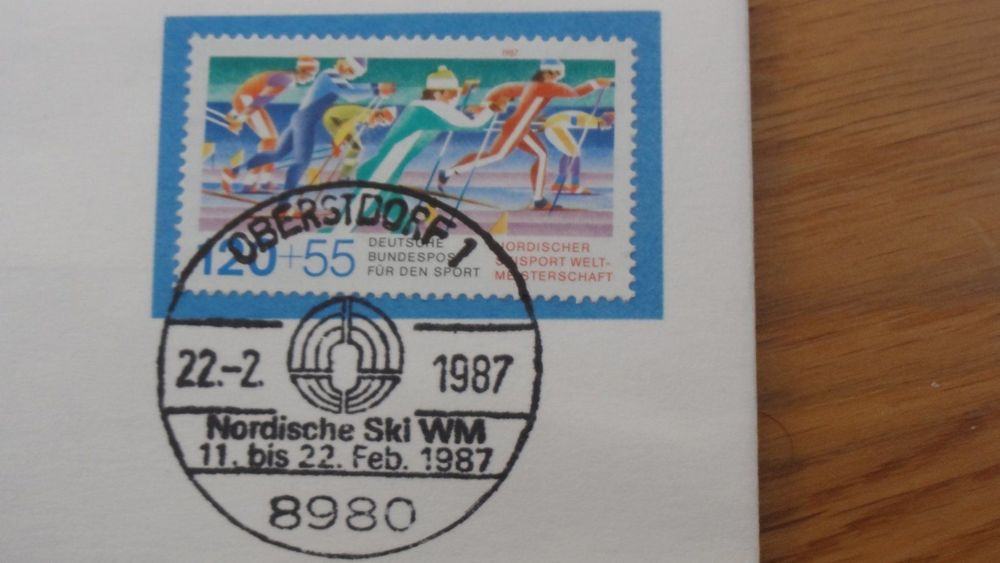 1987
120+55
DEUTSCHE
BUNDESPOST
FÜR DEN SPORT
NORDISCHER
SKISPORT WELT-
MEISTERSCHAFT
OBERSTDORF 1
22.-2. 1987
Nordische Ski WM
11. bis 22. Feb. 1987
8980